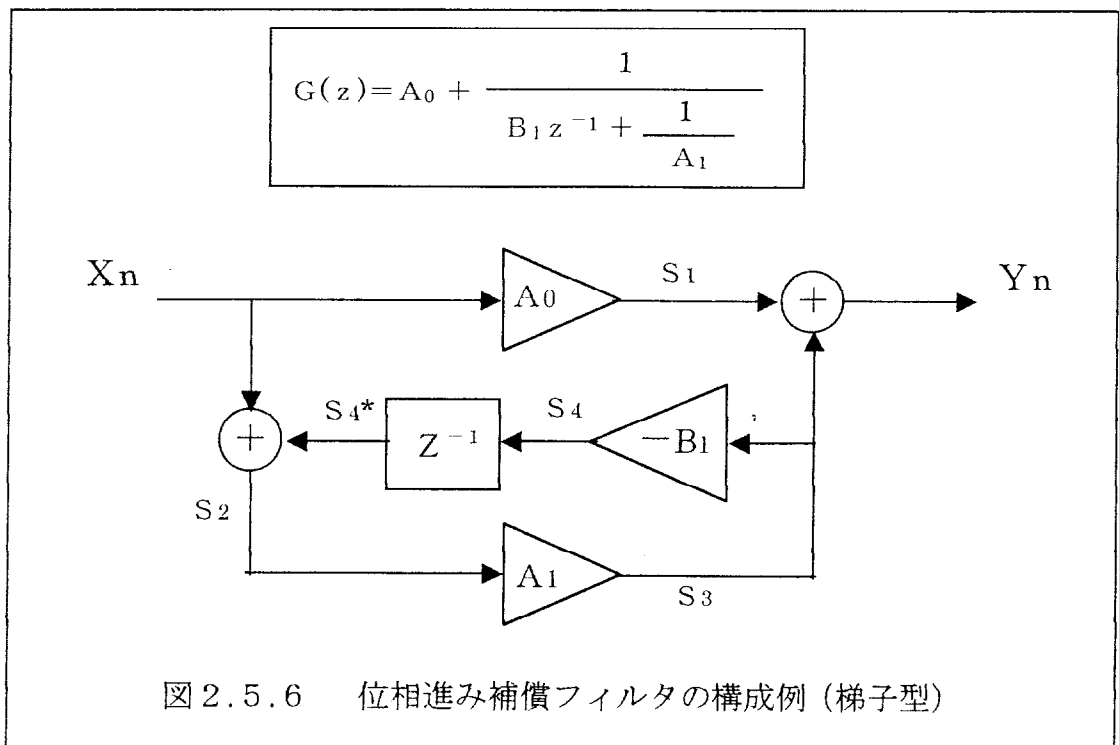 G(z)=A₀ + 1
B₁z⁻¹ + 1
A₁
Xn
A₀
S₁
+
Yn
+
S₄*
Z⁻¹
S₄
−B₁
S₂
A₁
S₃
図2.5.6 位相進み補償フィルタの構成例 (梯子型)